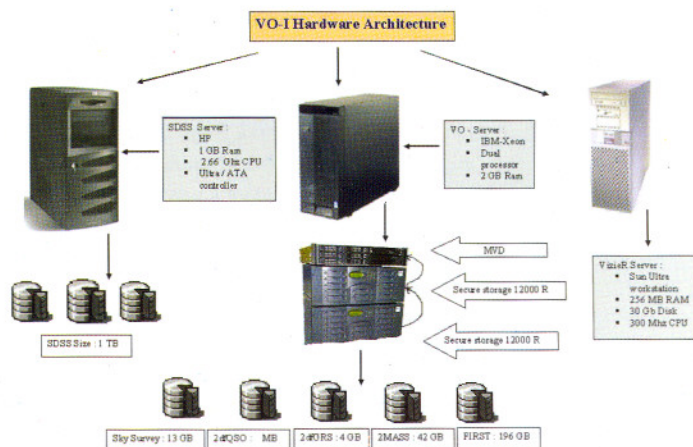 VO-I Hardware Architecture
SDSS Server :
HP
1 GB Ram
2.66 Ghz CPU
Ultra / ATA
controller
VO - Server :
IBM-Xeon
Dual
processor
2 GB Ram
MVD
Secure storage 12000 R
Secure storage 12000 R
VizieR Server :
Sun Ultra
workstation
256 MB RAM
30 Gb Disk
300 Mhz CPU
SDSS Size : 1 TB
Sky Survey : 13 GB
2dfQSO : MB
2dfGRS : 4 GB
2MASS : 42 GB
FIRST : 196 GB